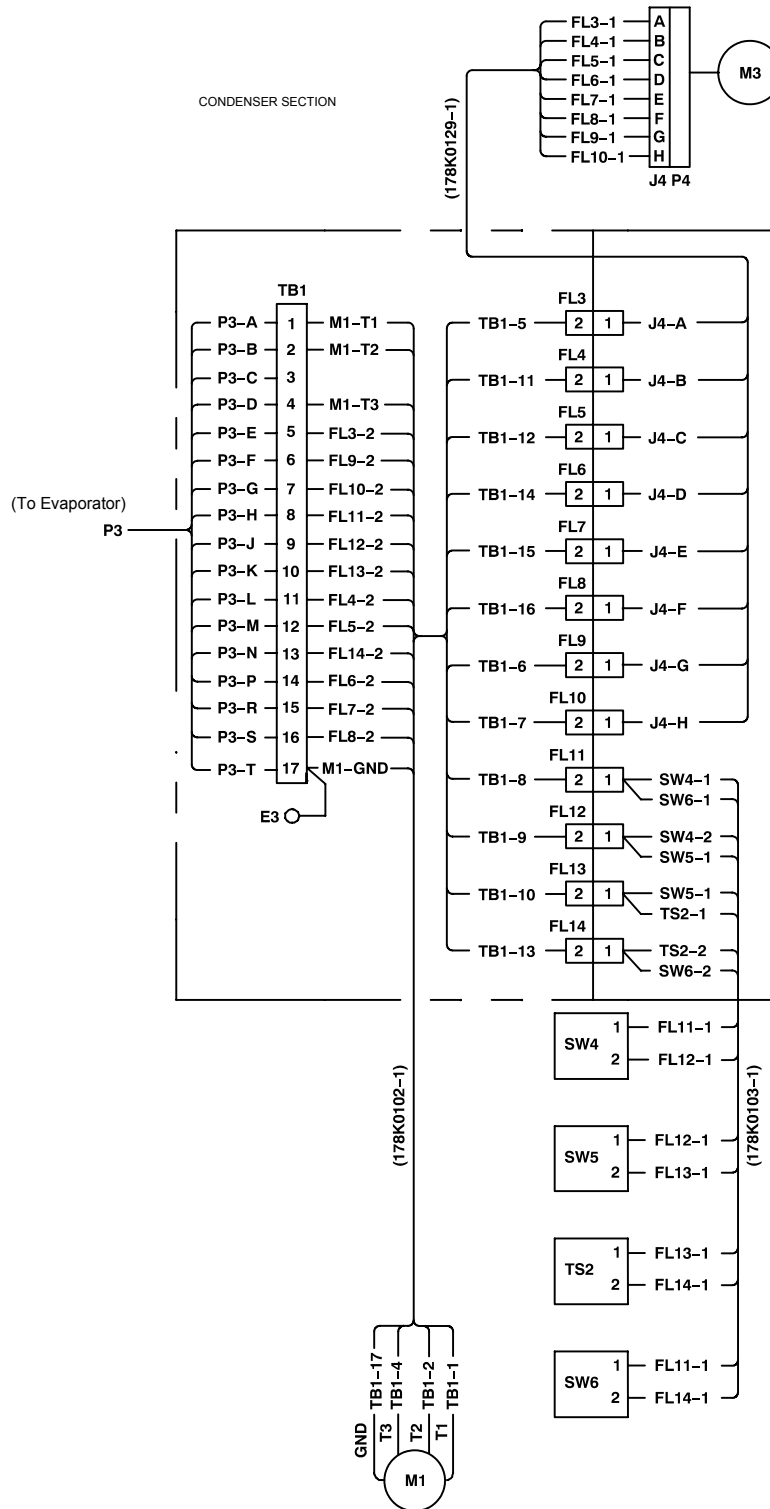 CONDENSER SECTION
(178K0129-1)
FL3-1 A
FL4-1 B
FL5-1 C
FL6-1 D
FL7-1 E
FL8-1 F
FL9-1 G
FL10-1 H
J4 P4
M3
TB1
P3-A 1 M1-T1
P3-B 2 M1-T2
P3-C 3
P3-D 4 M1-T3
P3-E 5 FL3-2
P3-F 6 FL9-2
P3-G 7 FL10-2
P3-H 8 FL11-2
P3-J 9 FL12-2
P3-K 10 FL13-2
P3-L 11 FL4-2
P3-M 12 FL5-2
P3-N 13 FL14-2
P3-P 14 FL6-2
P3-R 15 FL7-2
P3-S 16 FL8-2
P3-T 17 M1-GND
E3
(To Evaporator)
P3
FL3
TB1-5 2 1 J4-A
FL4
TB1-11 2 1 J4-B
FL5
TB1-12 2 1 J4-C
FL6
TB1-14 2 1 J4-D
FL7
TB1-15 2 1 J4-E
FL8
TB1-16 2 1 J4-F
FL9
TB1-6 2 1 J4-G
FL10
TB1-7 2 1 J4-H
FL11
TB1-8 2 1 SW4-1
SW6-1
FL12
TB1-9 2 1 SW4-2
SW5-1
FL13
TB1-10 2 1 SW5-1
TS2-1
FL14
TB1-13 2 1 TS2-2
SW6-2
SW4
1 FL11-1
2 FL12-1
SW5
1 FL12-1
2 FL13-1
TS2
1 FL13-1
2 FL14-1
SW6
1 FL11-1
2 FL14-1
(178K0102-1)
(178K0103-1)
GND TB1-17
T3 TB1-4
T2 TB1-2
T1 TB1-1
M1